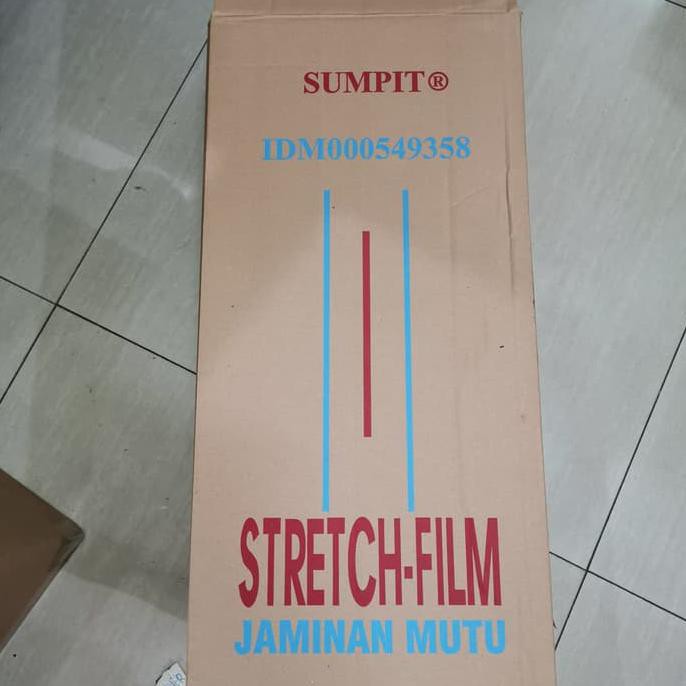 SUMPIT®
IDM000549358
STRETCH-FILM
JAMINAN MUTU